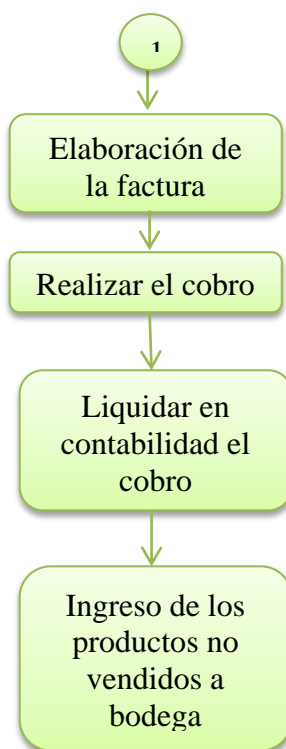 1
Elaboración de
la factura
Realizar el cobro
Liquidar en
contabilidad el
cobro
Ingreso de los
productos no
vendidos a
bodega